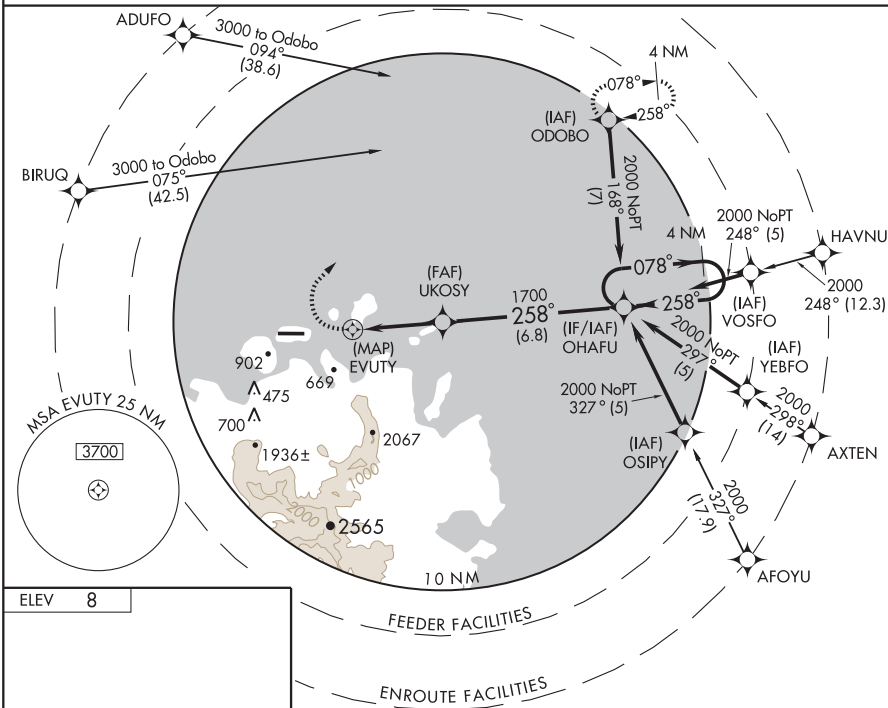 ADUFO
3000 to Odobo
094°
(38.6)
4 NM
078°
258°
(IAF)
ODOBO
BIRUQ
3000 to Odobo
075°
(42.5)
2000 NoPT
168°
(7)
4 NM
2000 NoPT
248° (5)
HAVNU
078°
258°
(IAF)
VOSFO
2000
248° (12.3)
(FAF)
UKOSY
1700
258°
(6.8)
(IF/IAF)
OHAFU
(MAP)
EVUTY
2000 NoPT
297°
(5)
(IAF)
YEBFO
902
669
475
2000 NoPT
327° (5)
2000
298°
(14)
MSA EVUTY 25 NM
3700
700
1936±
2067
1000
(IAF)
OSIPY
AXTEN
2000
2565
2000
327°
(17.9)
10 NM
AFOYU
ELEV 8
FEEDER FACILITIES
ENROUTE FACILITIES